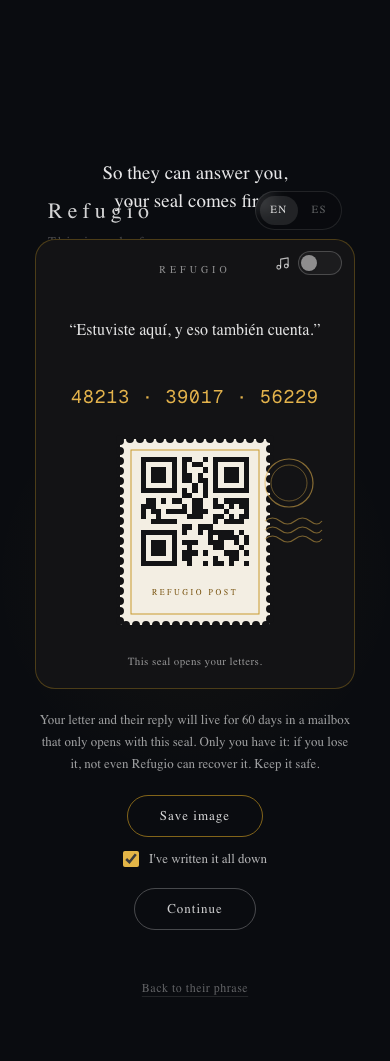 So they can answer you,
your seal comes fir
Refugio
EN ES
REFUGIO
“Estuviste aquí, y eso también cuenta.”
48213 · 39017 · 56229
REFUGIO POST
This seal opens your letters.
Your letter and their reply will live for 60 days in a mailbox
that only opens with this seal. Only you have it: if you lose
it, not even Refugio can recover it. Keep it safe.
Save image
I've written it all down
Continue
Back to their phrase